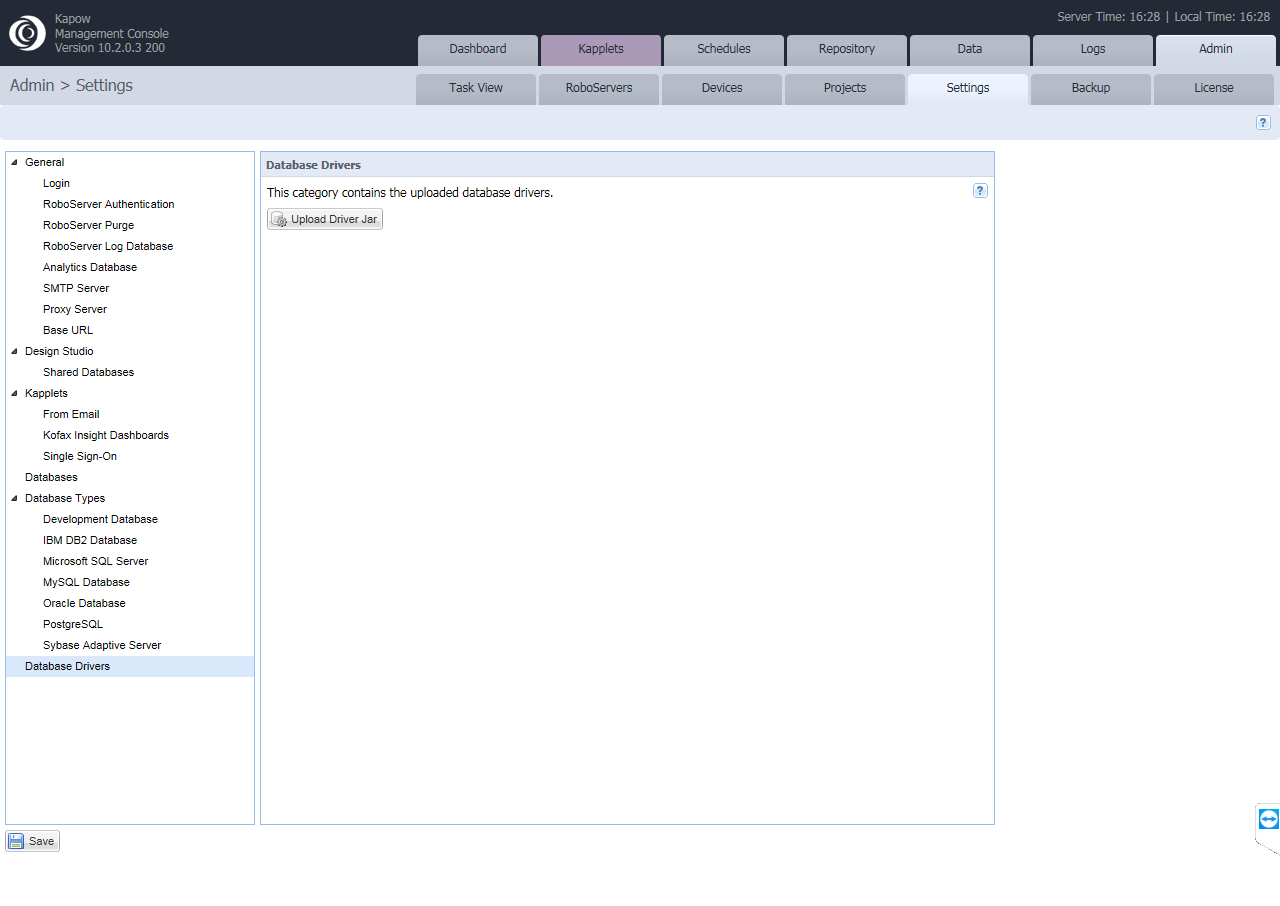 Kapow
Management Console
Version 10.2.0.3 200
Server Time: 16:28 | Local Time: 16:28
Dashboard
Kapplets
Schedules
Repository
Data
Logs
Admin
Admin > Settings
Task View
RoboServers
Devices
Projects
Settings
Backup
License
?
General
Login
RoboServer Authentication
RoboServer Purge
RoboServer Log Database
Analytics Database
SMTP Server
Proxy Server
Base URL
Design Studio
Shared Databases
Kapplets
From Email
Kofax Insight Dashboards
Single Sign-On
Databases
Database Types
Development Database
IBM DB2 Database
Microsoft SQL Server
MySQL Database
Oracle Database
PostgreSQL
Sybase Adaptive Server
Database Drivers
Database Drivers
This category contains the uploaded database drivers.
?
Upload Driver Jar
Save